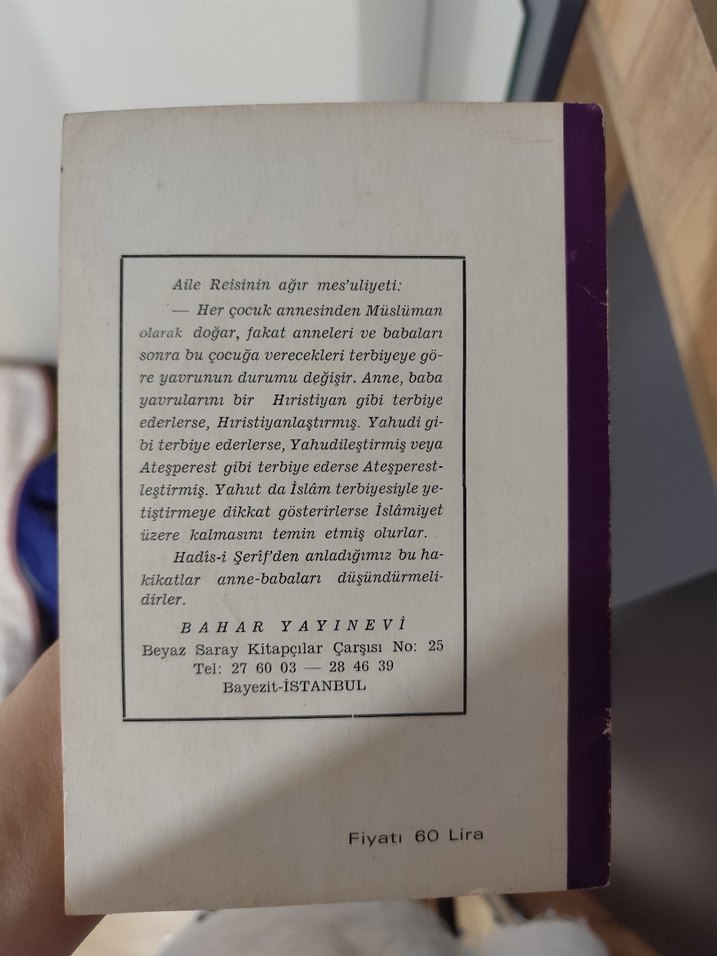 Aile Reisinin ağır mes'uliyeti:
— Her çocuk annesinden Müslüman
olarak doğar, fakat anneleri ve babaları
sonra bu çocuğa verecekleri terbiyeye gö-
re yavrunun durumu değişir. Anne, baba
yavrularını bir Hıristiyan gibi terbiye
ederlerse, Hıristiyanlaştırmış. Yahudi gi-
bi terbiye ederlerse, Yahudileştirmiş veya
Ateşperest gibi terbiye ederse Ateşperest-
leştirmiş. Yahut da İslâm terbiyesiyle ye-
tiştirmeye dikkat gösterirlerse İslâmiyet
üzere kalmasını temin etmiş olurlar.
Hadîs-i Şerîf'den anladığımız bu ha-
kikatlar anne-babaları düşündürmeli-
dirler.
BAHAR YAYINEVİ
Beyaz Saray Kitapçılar Çarşısı No: 25
Tel: 27 60 03 — 28 46 39
Bayezit-İSTANBUL
Fiyatı 60 Lira